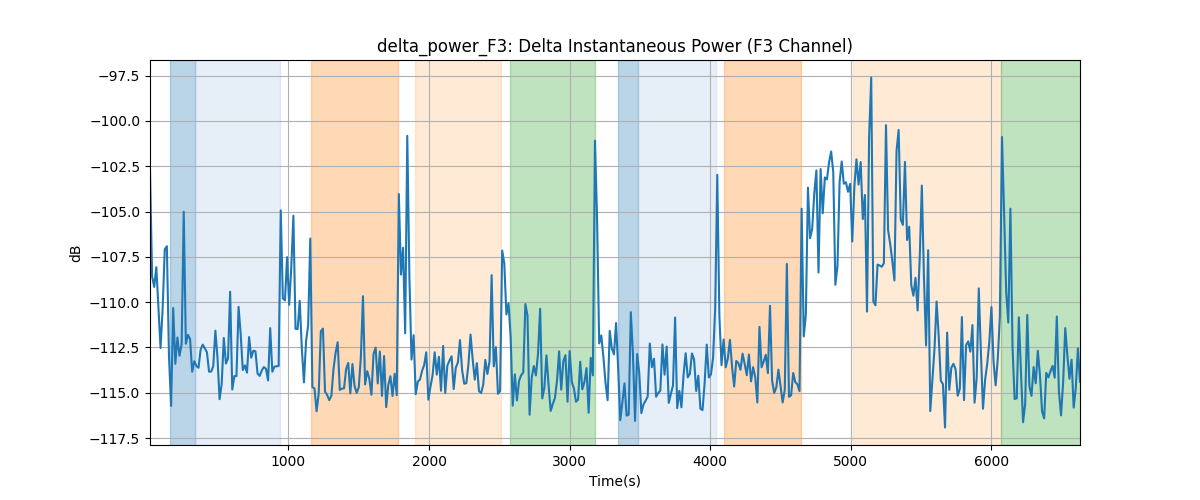 delta_power_F3: Delta Instantaneous Power (F3 Channel)
−97.5
−100.0
−102.5
−105.0
−107.5
−110.0
−112.5
−115.0
−117.5
dB
1000 2000 3000 4000 5000 6000
Time(s)